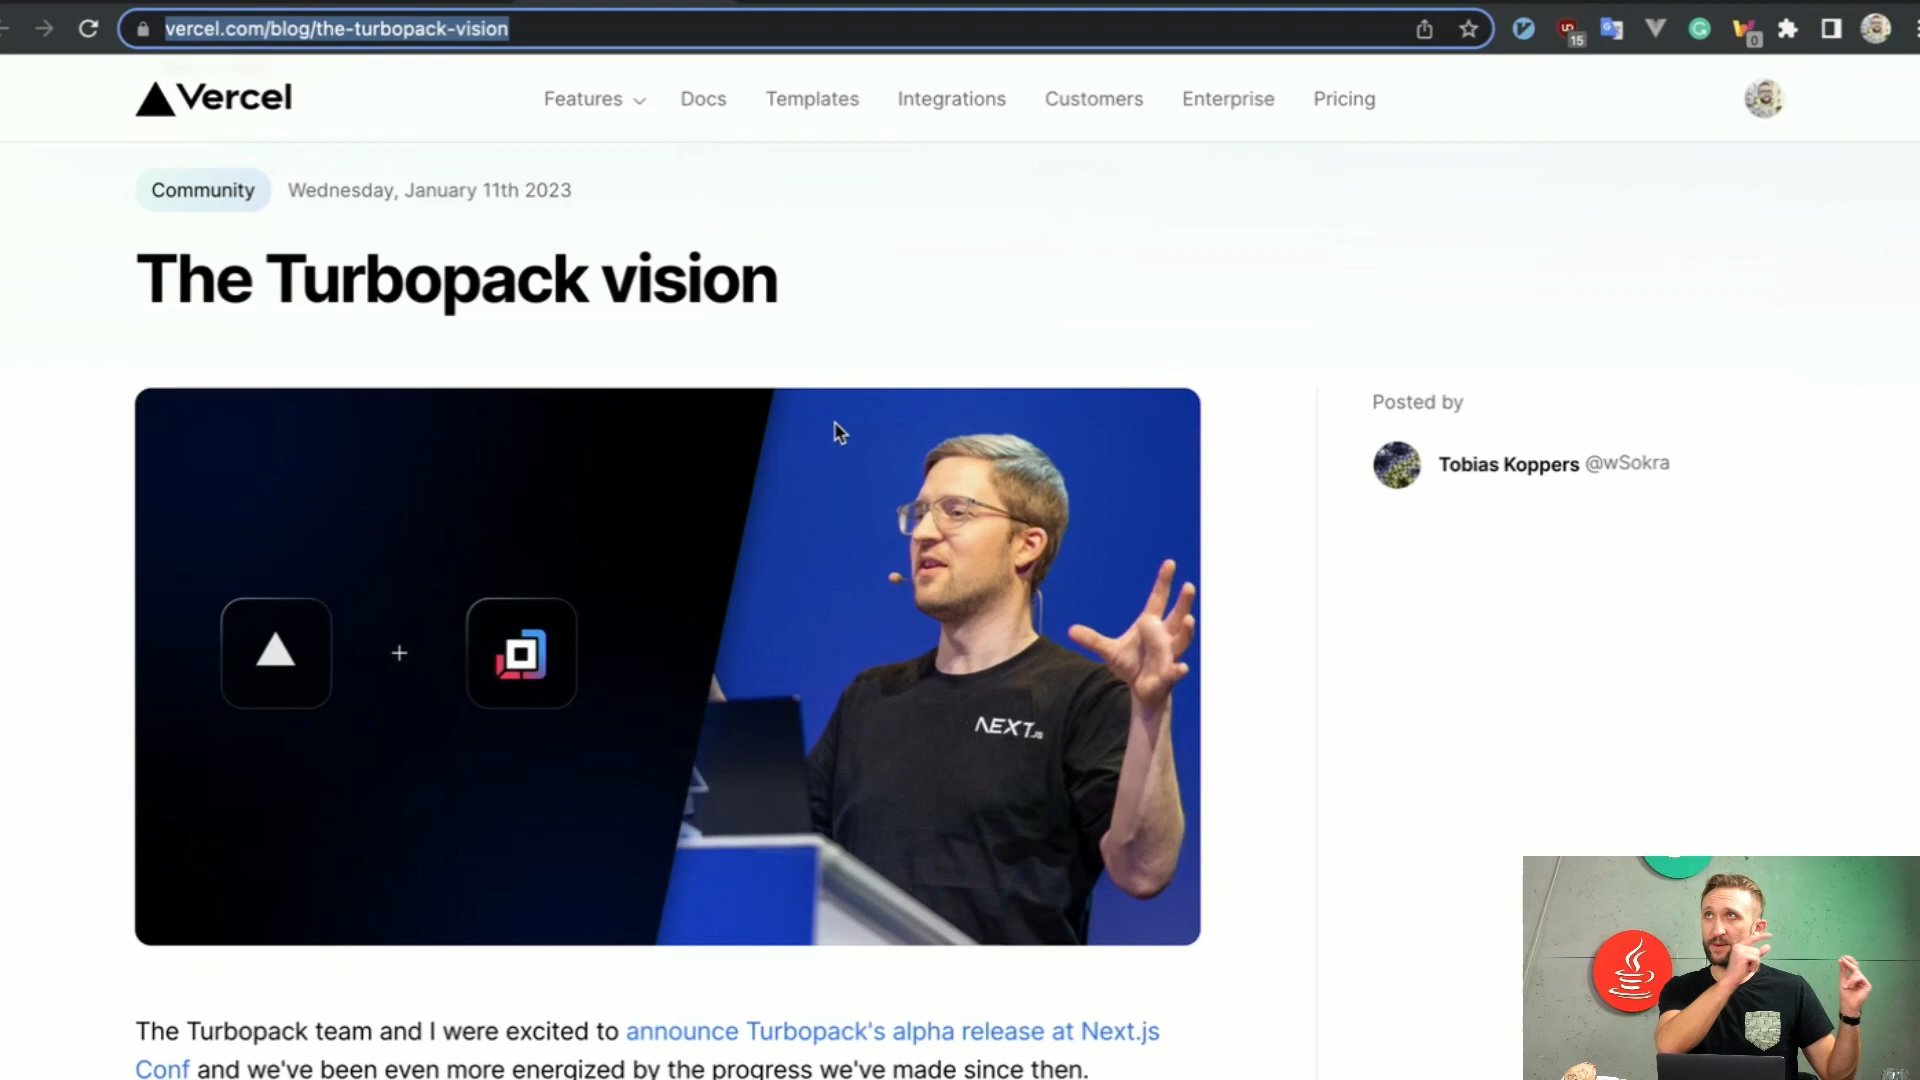 vercel.com/blog/the-turbopack-vision
15
0
Vercel
Features
Docs
Templates
Integrations
Customers
Enterprise
Pricing
Community
Wednesday, January 11th 2023
The Turbopack vision
NEXT.JS
Posted by
Tobias Koppers @wSokra
The Turbopack team and I were excited to announce Turbopack's alpha release at Next.js
Conf and we've been even more energized by the progress we've made since then.